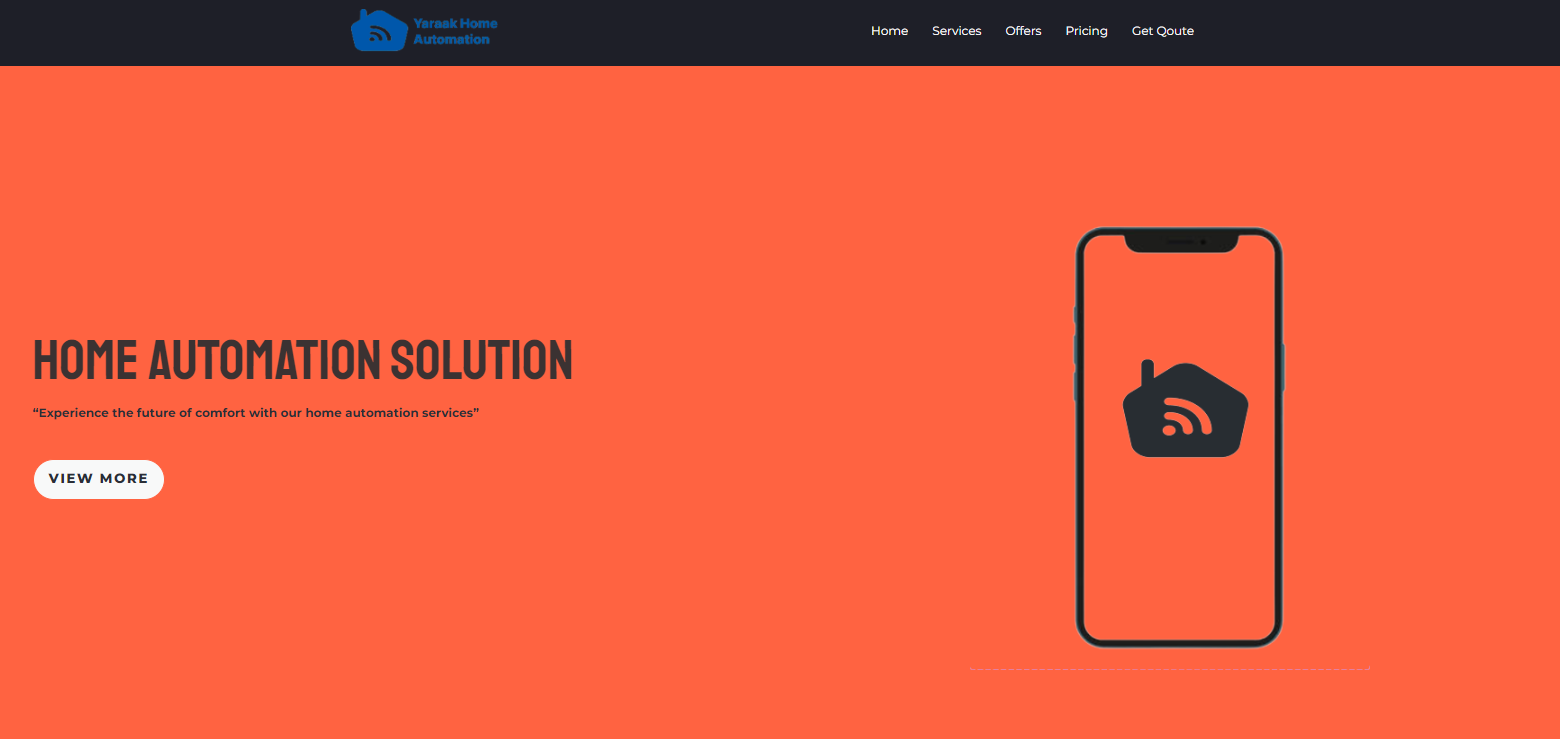 Yaraak Home
Automation
Home Services Offers Pricing Get Qoute
HOME AUTOMATION SOLUTION
“Experience the future of comfort with our home automation services”
VIEW MORE